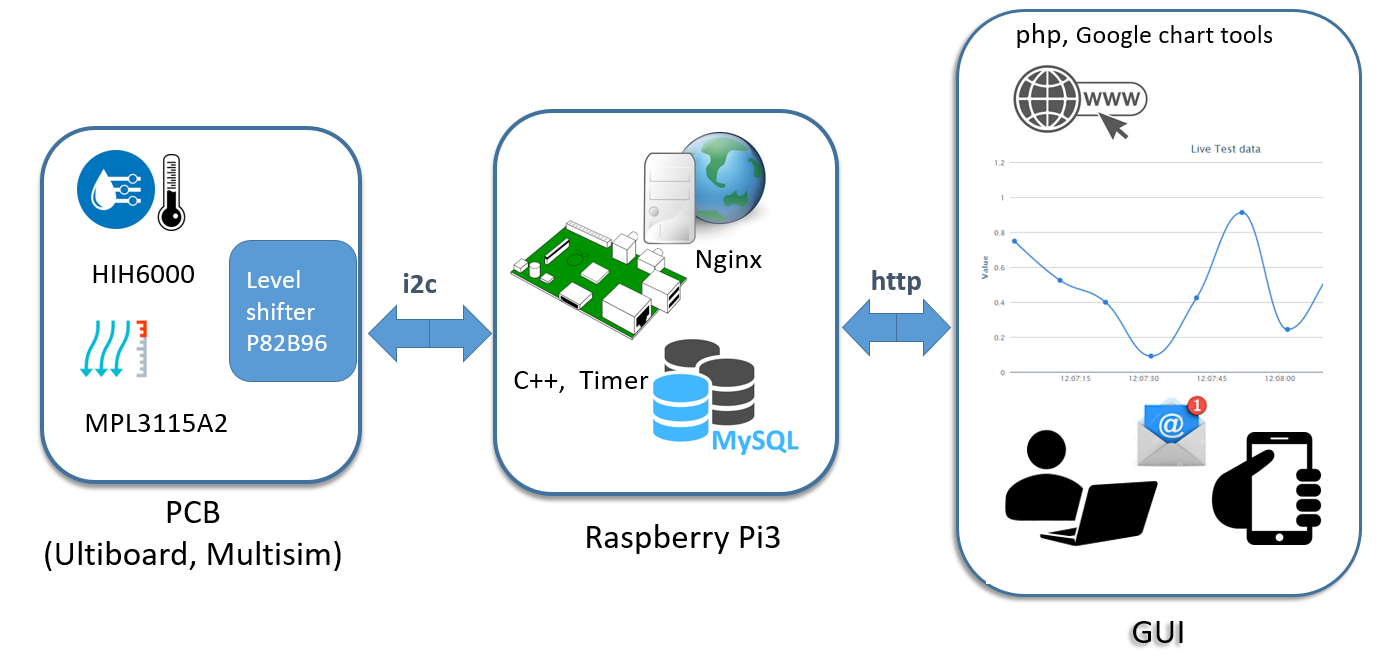 HIH6000
MPL3115A2
Level
shifter
P82B96
PCB
(Ultiboard, Multisim)
i2c
Nginx
C++, Timer
MySQL
Raspberry Pi3
http
php, Google chart tools
www
Live Test data
1.2
1
0.8
0.6
0.4
0.2
0
Value
12:07:15 12:07:30 12:07:45 12:08:00
@
1
GUI